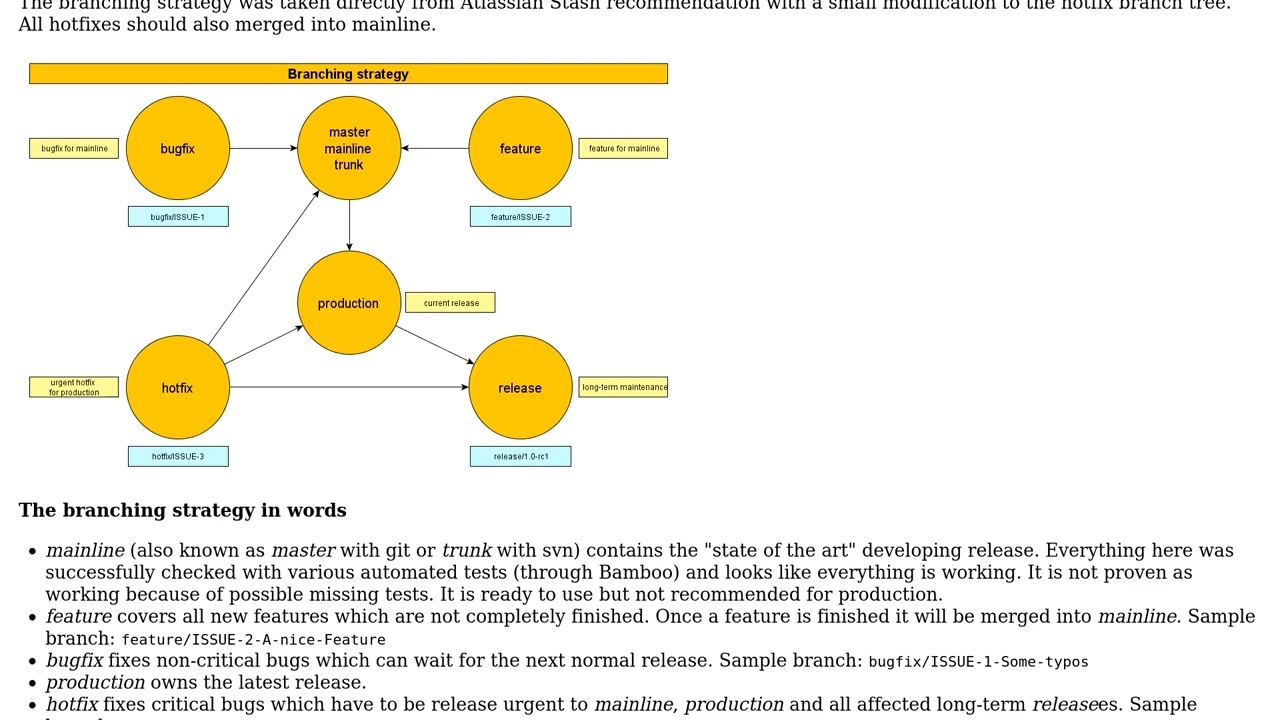 The branching strategy was taken directly from Atlassian Stash recommendation with a small modification to the hotfix branch tree.
All hotfixes should also merged into mainline.
Branching strategy
bugfix for mainline
bugfix
master
mainline
trunk
feature
feature for mainline
bugfix/ISSUE-1
feature/ISSUE-2
production
current release
urgent hotfix
for production
hotfix
release
long-term maintenance
hotfix/ISSUE-3
release/1.0-rc1
The branching strategy in words
• mainline (also known as master with git or trunk with svn) contains the "state of the art" developing release. Everything here was
successfully checked with various automated tests (through Bamboo) and looks like everything is working. It is not proven as
working because of possible missing tests. It is ready to use but not recommended for production.
• feature covers all new features which are not completely finished. Once a feature is finished it will be merged into mainline. Sample
branch: feature/ISSUE-2-A-nice-Feature
• bugfix fixes non-critical bugs which can wait for the next normal release. Sample branch: bugfix/ISSUE-1-Some-typos
• production owns the latest release.
• hotfix fixes critical bugs which have to be release urgent to mainline, production and all affected long-term releasees. Sample